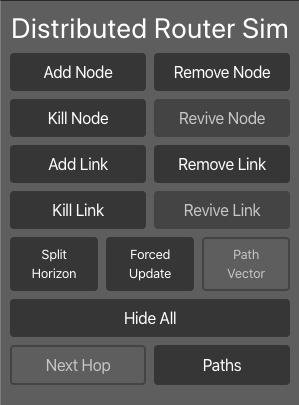 Distributed Router Sim
Add Node Remove Node
Kill Node Revive Node
Add Link Remove Link
Kill Link Revive Link
Split Forced Path
Horizon Update Vector
Hide All
Next Hop Paths